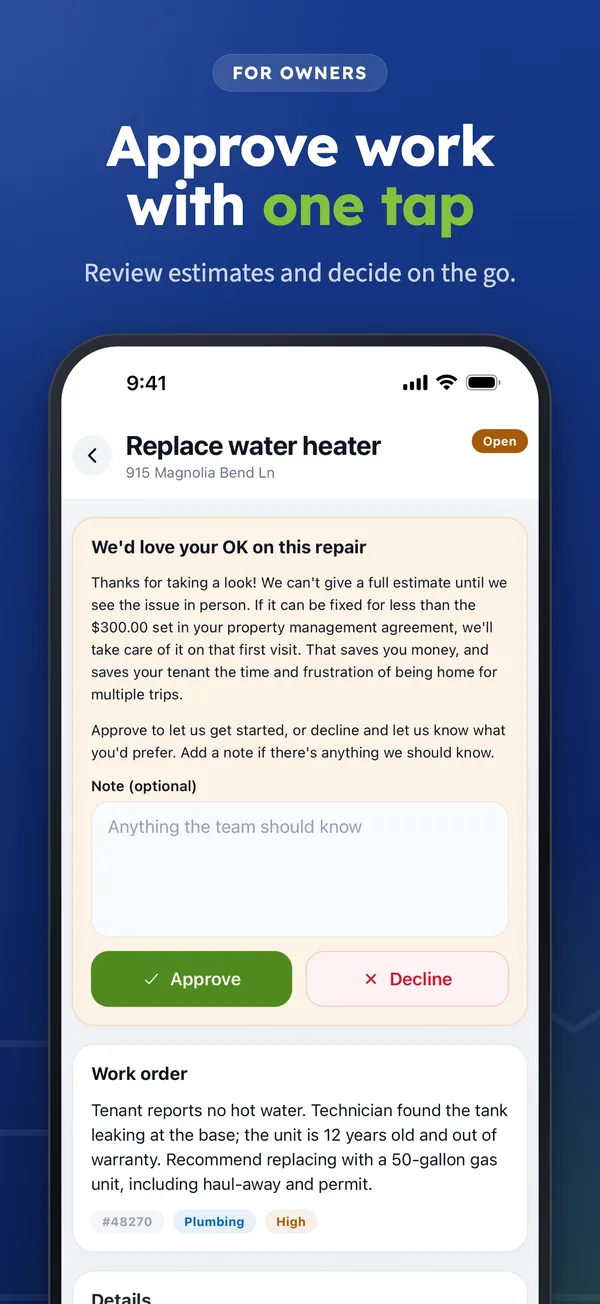 FOR OWNERS
Approve work
with one tap
Review estimates and decide on the go.
9:41
Replace water heater
Open
915 Magnolia Bend Ln
We'd love your OK on this repair
Thanks for taking a look! We can't give a full estimate until we
see the issue in person. If it can be fixed for less than the
$300.00 set in your property management agreement, we'll
take care of it on that first visit. That saves you money, and
saves your tenant the time and frustration of being home for
multiple trips.
Approve to let us get started, or decline and let us know what
you'd prefer. Add a note if there's anything we should know.
Note (optional)
Anything the team should know
Approve
Decline
Work order
Tenant reports no hot water. Technician found the tank
leaking at the base; the unit is 12 years old and out of
warranty. Recommend replacing with a 50-gallon gas
unit, including haul-away and permit.
#48270 Plumbing High
Details